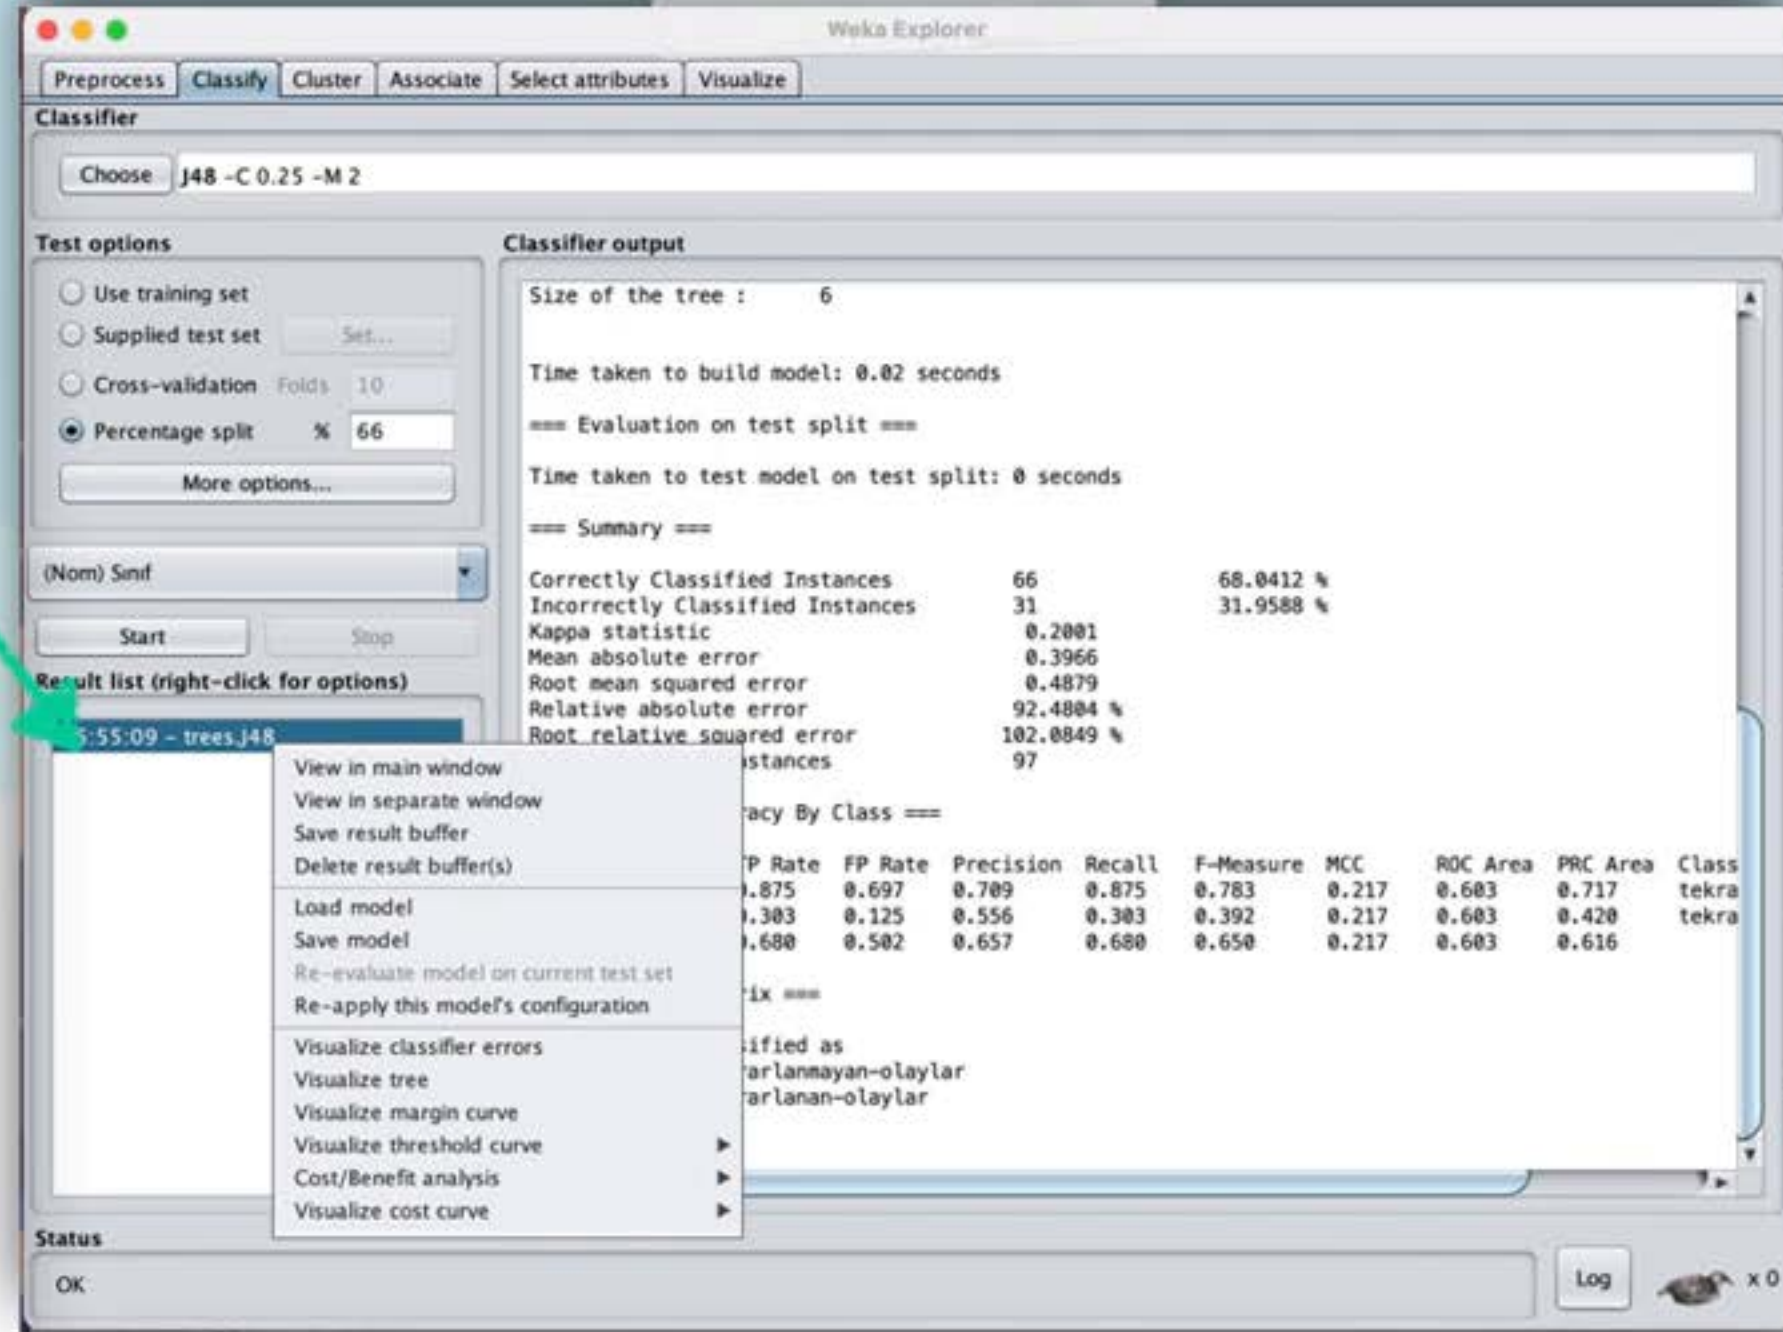 Weka Explorer
Preprocess Classify Cluster Associate Select attributes Visualize
Classifier
Choose J48 -C 0.25 -M 2
Test options
Use training set
Supplied test set Set...
Cross-validation Folds 10
Percentage split % 66
More options...
(Nom) Sınıf
Start Stop
Result list (right-click for options)
5:55:09 - trees.J48
View in main window
View in separate window
Save result buffer
Delete result buffer(s)
Load model
Save model
Re-evaluate model on current test set
Re-apply this model's configuration
Visualize classifier errors
Visualize tree
Visualize margin curve
Visualize threshold curve
Cost/Benefit analysis
Visualize cost curve
Classifier output
Size of the tree : 6
Time taken to build model: 0.02 seconds
=== Evaluation on test split ===
Time taken to test model on test split: 0 seconds
=== Summary ===
Correctly Classified Instances 66 68.0412 %
Incorrectly Classified Instances 31 31.9588 %
Kappa statistic 0.2001
Mean absolute error 0.3966
Root mean squared error 0.4879
Relative absolute error 92.4804 %
Root relative squared error 102.0849 %
stances 97
acy By Class ===
P Rate FP Rate Precision Recall F-Measure MCC ROC Area PRC Area Class
.875 0.697 0.709 0.875 0.783 0.217 0.603 0.717 tekra
.303 0.125 0.556 0.303 0.392 0.217 0.603 0.420 tekra
.680 0.502 0.657 0.680 0.650 0.217 0.603 0.616
ix ===
ified as
arlanmayan-olaylar
arlanan-olaylar
Status
OK
Log x 0